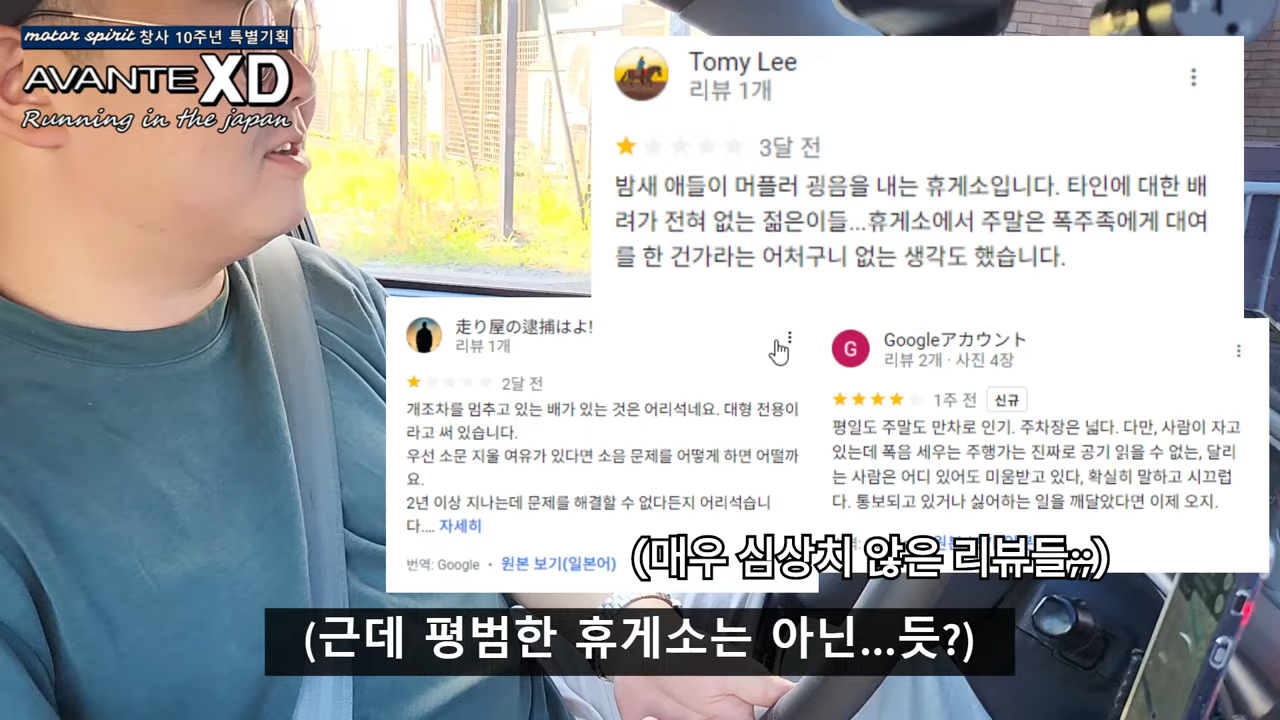 motor spirit 창사 10주년 특별기획
AVANTE XD
Running in the japan
Tomy Lee
리뷰 1개
3달 전
밤새 애들이 머플러 굉음을 내는 휴게소입니다. 타인에 대한 배
려가 전혀 없는 젊은이들...휴게소에서 주말은 폭주족에게 대여
를 한 건가라는 어처구니 없는 생각도 했습니다.
走り屋の逮捕はよ!
리뷰 1개
2달 전
개조차를 멈추고 있는 배가 있는 것은 어리석네요. 대형 전용이
라고 써 있습니다.
우선 소문 지울 여유가 있다면 소음 문제를 어떻게 하면 어떨까
요.
2년 이상 지나는데 문제를 해결할 수 없다든지 어리석습니
다.... 자세히
번역: Google • 원본 보기(일본어)
G
Googleアカウント
리뷰 2개 · 사진 4장
1주 전 신규
평일도 주말도 만차로 인기. 주차장은 넓다. 다만, 사람이 자고
있는데 폭음 세우는 주행가는 진짜로 공기 읽을 수 없는, 달리
는 사람은 어디 있어도 미움받고 있다, 확실히 말하고 시끄럽
다. 통보되고 있거나 싫어하는 일을 깨달았다면 이제 오지.
(매우 심상치 않은 리뷰들;;)
(근데 평범한 휴게소는 아닌...듯?)